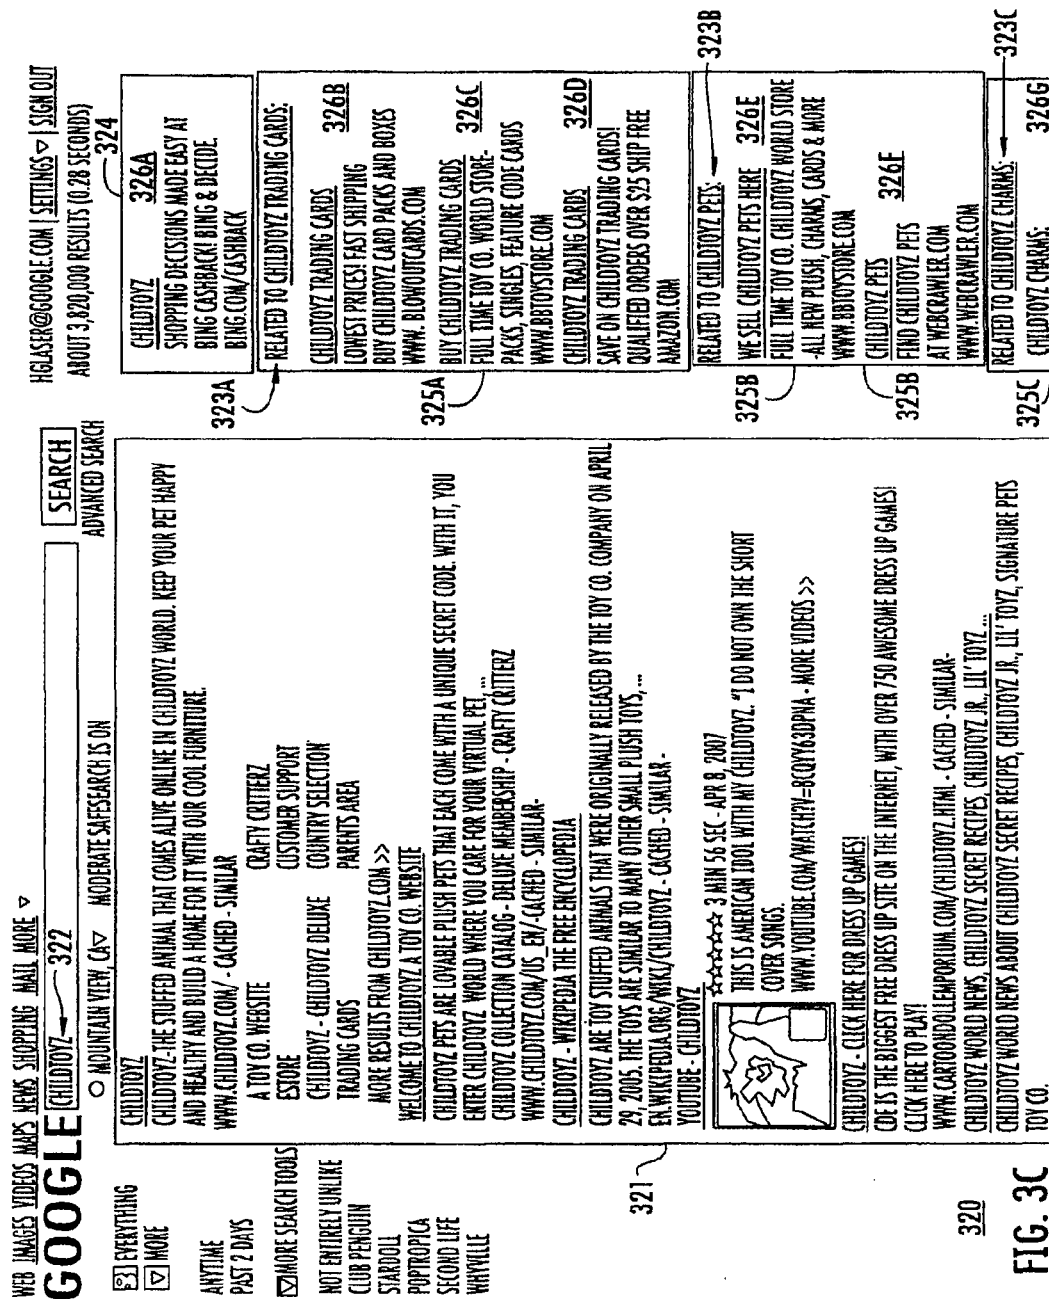 WEB IMAGES VIDEOS MAPS NEWS SHOPPING MAIL MORE ▽
HGLASER@GOOGLE.COM | SETTINGS ▽ | SIGN OUT
GOOGLE
CHILDTOYZ
322
SEARCH
ABOUT 3,820,000 RESULTS (0.28 SECONDS)
○ MOUNTAIN VIEW, CA ▽ MODERATE SAFESEARCH IS ON
ADVANCED SEARCH
EVERYTHING
▽ MORE
ANYTIME
PAST 2 DAYS
▽ MORE SEARCH TOOLS
NOT ENTIRELY UNLIKE
CLUB PENGUIN
STARDOLL
POPTROPICA
SECOND LIFE
WHYVILLE
321
320
CHILDTOYZ
CHILDTOYZ-THE STUFFED ANIMAL THAT COMES ALIVE ONLINE IN CHILDTOYZ WORLD. KEEP YOUR PET HAPPY
AND HEALTHY AND BUILD A HOME FOR IT WITH OUR COOL FURNITURE.
WWW.CHILDTOYZ.COM/ - CACHED - SIMILAR
A TOY CO. WEBSITE CRAFTY CRITTERZ
ESTORE CUSTOMER SUPPORT
CHILDTOYZ - CHILDTOYZ DELUXE COUNTRY SELECTION
TRADING CARDS PARENTS AREA
MORE RESULTS FROM CHILDTOYZ.COM >>
WELCOME TO CHILDTOYZ A TOY CO. WEBSITE
CHILDTOYZ PETS ARE LOVABLE PLUSH PETS THAT EACH COME WITH A UNIQUE SECRET CODE. WITH IT, YOU
ENTER CHILDTOYZ WORLD WHERE YOU CARE FOR YOUR VIRTUAL PET, ...
CHILDTOYZ COLLECTION CATALOG - DELUXE MEMBERSHIP - CRAFTY CRITTERZ
WWW.CHILDTOYZ.COM/US_EN/-CACHED - SIMILAR-
CHILDTOYZ - WIKIPEDIA THE FREE ENCYCLOPEDIA
CHILDTOYZ ARE TOY STUFFED ANIMALS THAT WERE ORIGINALLY RELEASED BY THE TOY CO. COMPANY ON APRIL
29, 2005. THE TOYS ARE SIMILAR TO MANY OTHER SMALL PLUSH TOYS, ...
EN.WIKIPEDIA.ORG/WIKI/CHILDTOYZ - CACHED - SIMILAR -
YOUTUBE - CHILDTOYZ
☆☆☆☆☆ 3 MIN 56 SEC - APR 8, 2007
THIS IS AMERICAN IDOL WITH MY CHILDTOYZ. "I DO NOT OWN THE SHORT
COVER SONGS.
WWW.YOUTUBE.COM/WATCH?V=8CQYY63DPNA - MORE VIDEOS >>
CHILDTOYZ - CLICK HERE FOR DRESS UP GAMES!
CDE IS THE BIGGEST FREE DRESS UP SITE ON THE INTERNET, WITH OVER 750 AWESOME DRESS UP GAMES!
CLICK HERE TO PLAY!
WWW.CARTOONDOLLEMPORIUM.COM/CHILDTOYZ.HTML - CACHED - SIMILAR-
CHILDTOYZ WORLD NEWS, CHILDTOYZ SECRET RECIPES, CHILDTOYZ JR., LIL' TOYZ ...
CHILDTOYZ WORLD NEWS ABOUT CHILDTOYZ SECRET RECIPES, CHILDTOYZ JR., LIL' TOYZ, SIGNATURE PETS
TOY CO.
324
CHILDTOYZ 326A
SHOPPING DECISIONS MADE EASY AT
BING CASHBACK! BING & DECIDE.
BING.COM/CASHBACK
323A
RELATED TO CHILDTOYZ TRADING CARDS:
CHILDTOYZ TRADING CARDS 326B
LOWEST PRICES! FAST SHIPPING
BUY CHILDTOYZ CARD PACKS AND BOXES
WWW. BLOWOUTCARDS.COM
325A
BUY CHILDTOYZ TRADING CARDS 326C
FULL TIME TOY CO. WORLD STORE-
PACKS, SINGLES, FEATURE CODE CARDS
WWW.BBTOYSTORE.COM
CHILDTOYZ TRADING CARDS 326D
SAVE ON CHILDTOYZ TRADING CARDS!
QUALIFIED ORDERS OVER $25 SHIP FREE
AMAZON.COM
RELATED TO CHILDTOYZ PETS: 323B
WE SELL CHILDTOYZ PETS HERE 326E
FULL TIME TOY CO. CHILDTOYZ WORLD STORE
-ALL NEW PLUSH, CHARMS, CARDS & MORE
WWW.BBTOYSTORE.COM
325B
CHILDTOYZ PETS 326F
FIND CHILDTOYZ PETS
AT WEBCRAWLER.COM
WWW.WEBCRAWLER.COM
325B
RELATED TO CHILDTOYZ CHARMS: 323C
325C
CHILDTOYZ CHARMS: 326G
FIG. 3C